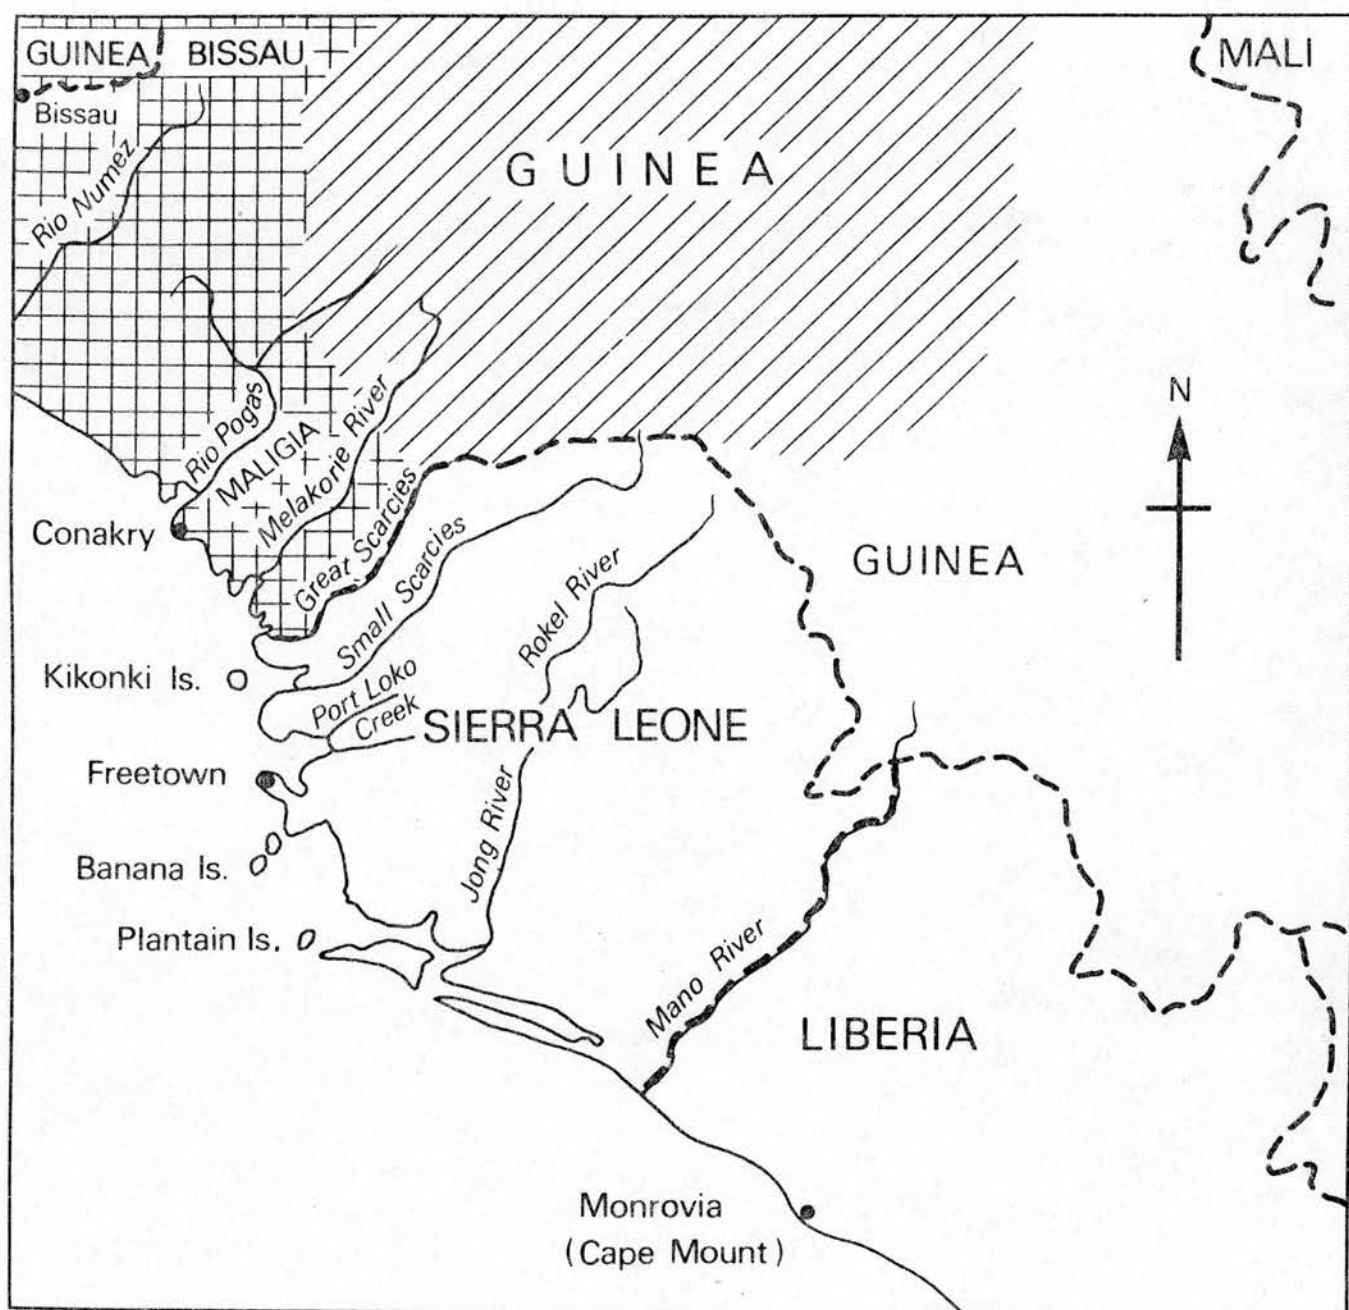 GUINEA BISSAU
MALI
Bissau
Rio Numez
GUINEA
N
Rio Pogas
MALIGIA
Melakorie River
Great Scarcies
Conakry
Small Scarcies
Rokel River
GUINEA
Kikonki Is.
Port Loko
Creek
SIERRA LEONE
Freetown
Jong River
Banana Is.
Plantain Is.
Mano River
LIBERIA
Monrovia
(Cape Mount)